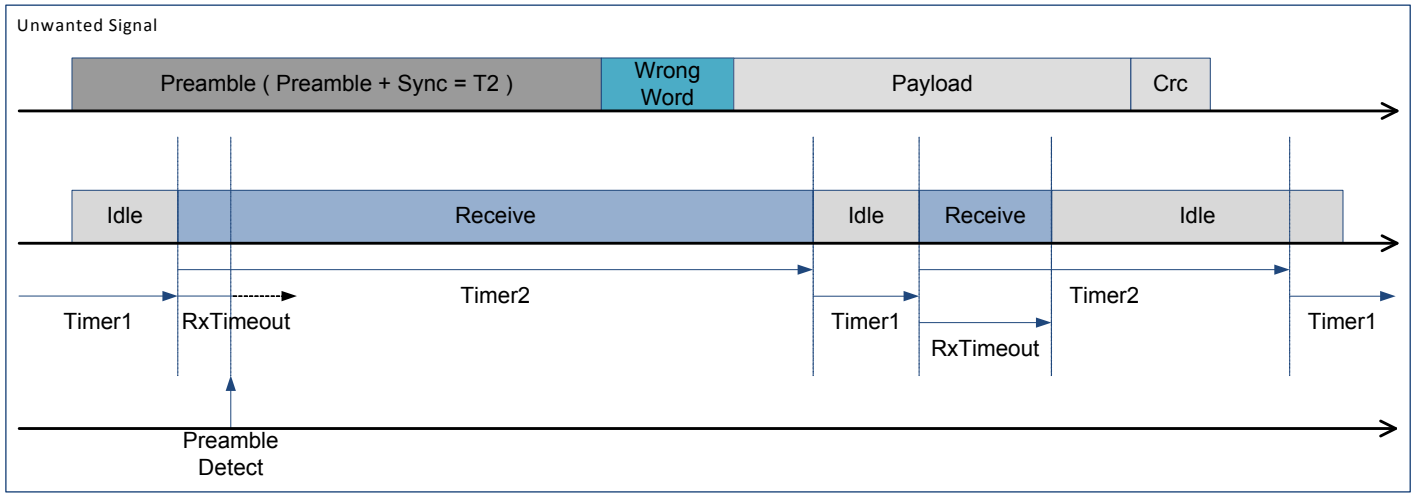 Unwanted Signal
Preamble ( Preamble + Sync = T2 )
Wrong
Word
Payload
Crc
Idle
Receive
Idle
Receive
Idle
Timer2
Timer2
Timer1
RxTimeout
Timer1
Timer1
RxTimeout
Preamble
Detect